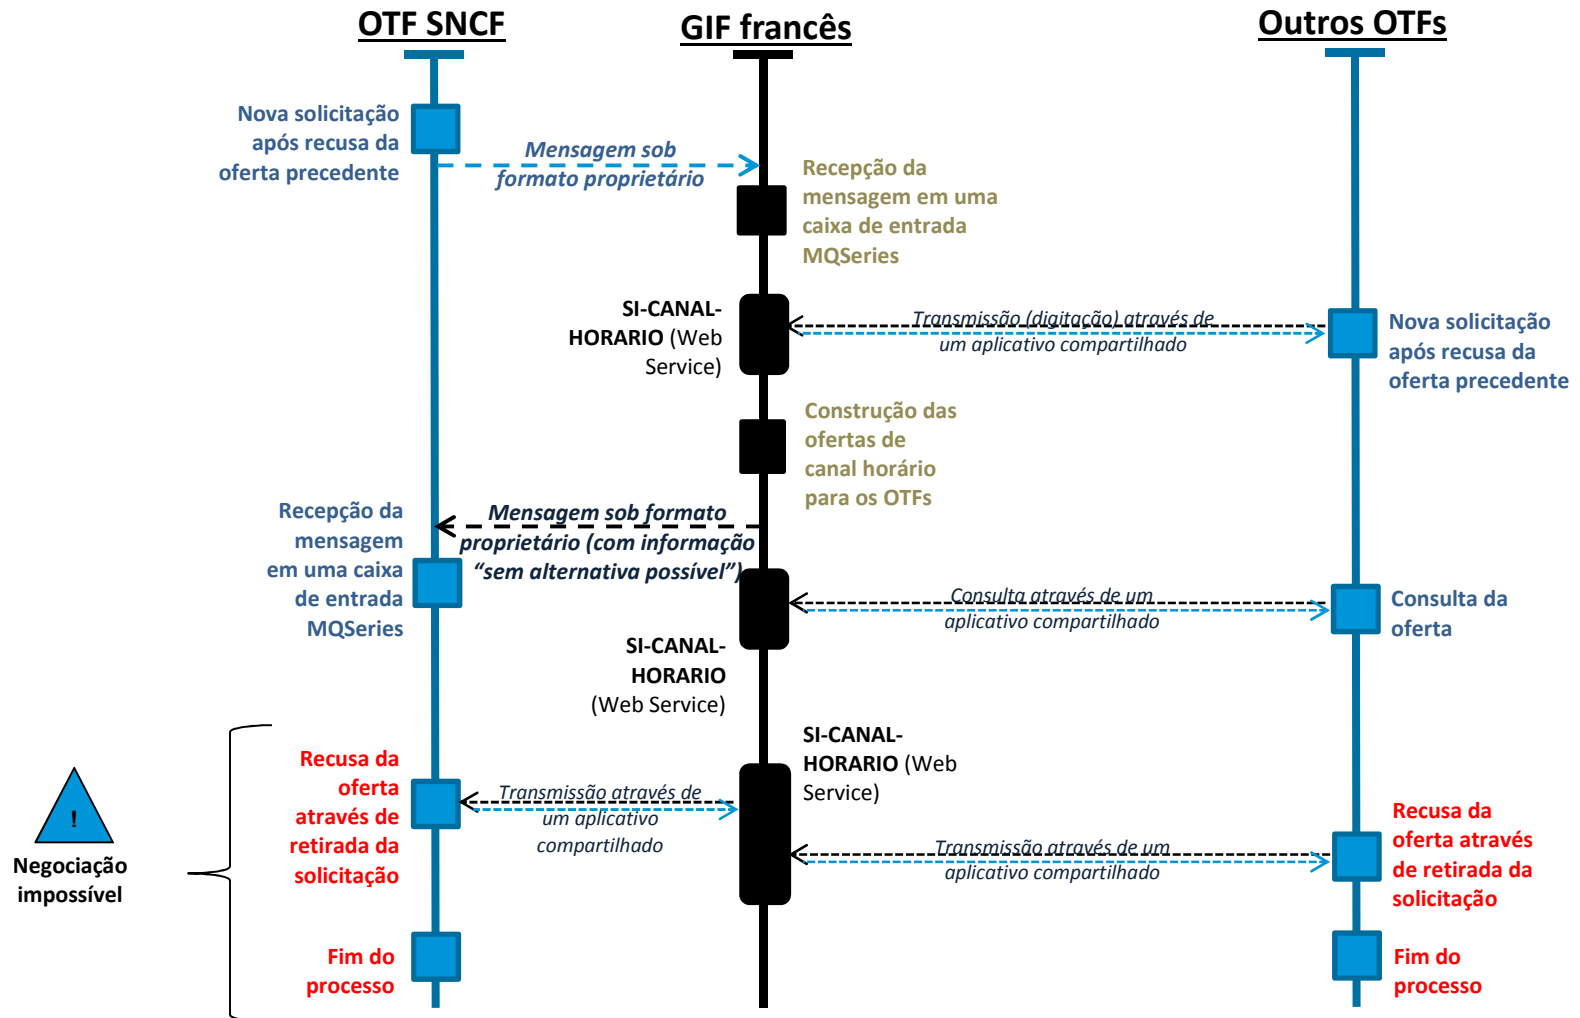 OTF SNCF
GIF francês
Outros OTFs
Nova solicitação
após recusa da
oferta precedente
Mensagem sob
formato proprietário
Recepção da
mensagem em uma
caixa de entrada
MQSeries
SI-CANAL-
HORARIO (Web
Service)
Transmissão (digitação) através de
um aplicativo compartilhado
Nova solicitação
após recusa da
oferta precedente
Construção das
ofertas de
canal horário
para os OTFs
Recepção da
mensagem
em uma caixa
de entrada
MQSeries
Mensagem sob formato
proprietário (com informação
“sem alternativa possível”)
Consulta através de um
aplicativo compartilhado
Consulta da
oferta
SI-CANAL-
HORARIO
(Web Service)
SI-CANAL-
HORARIO (Web
Service)
!
Negociação
impossível
Recusa da
oferta
através de
retirada da
solicitação
Transmissão através de
um aplicativo
compartilhado
Transmissão através de um
aplicativo compartilhado
Recusa da
oferta através
de retirada da
solicitação
Fim do
processo
Fim do
processo